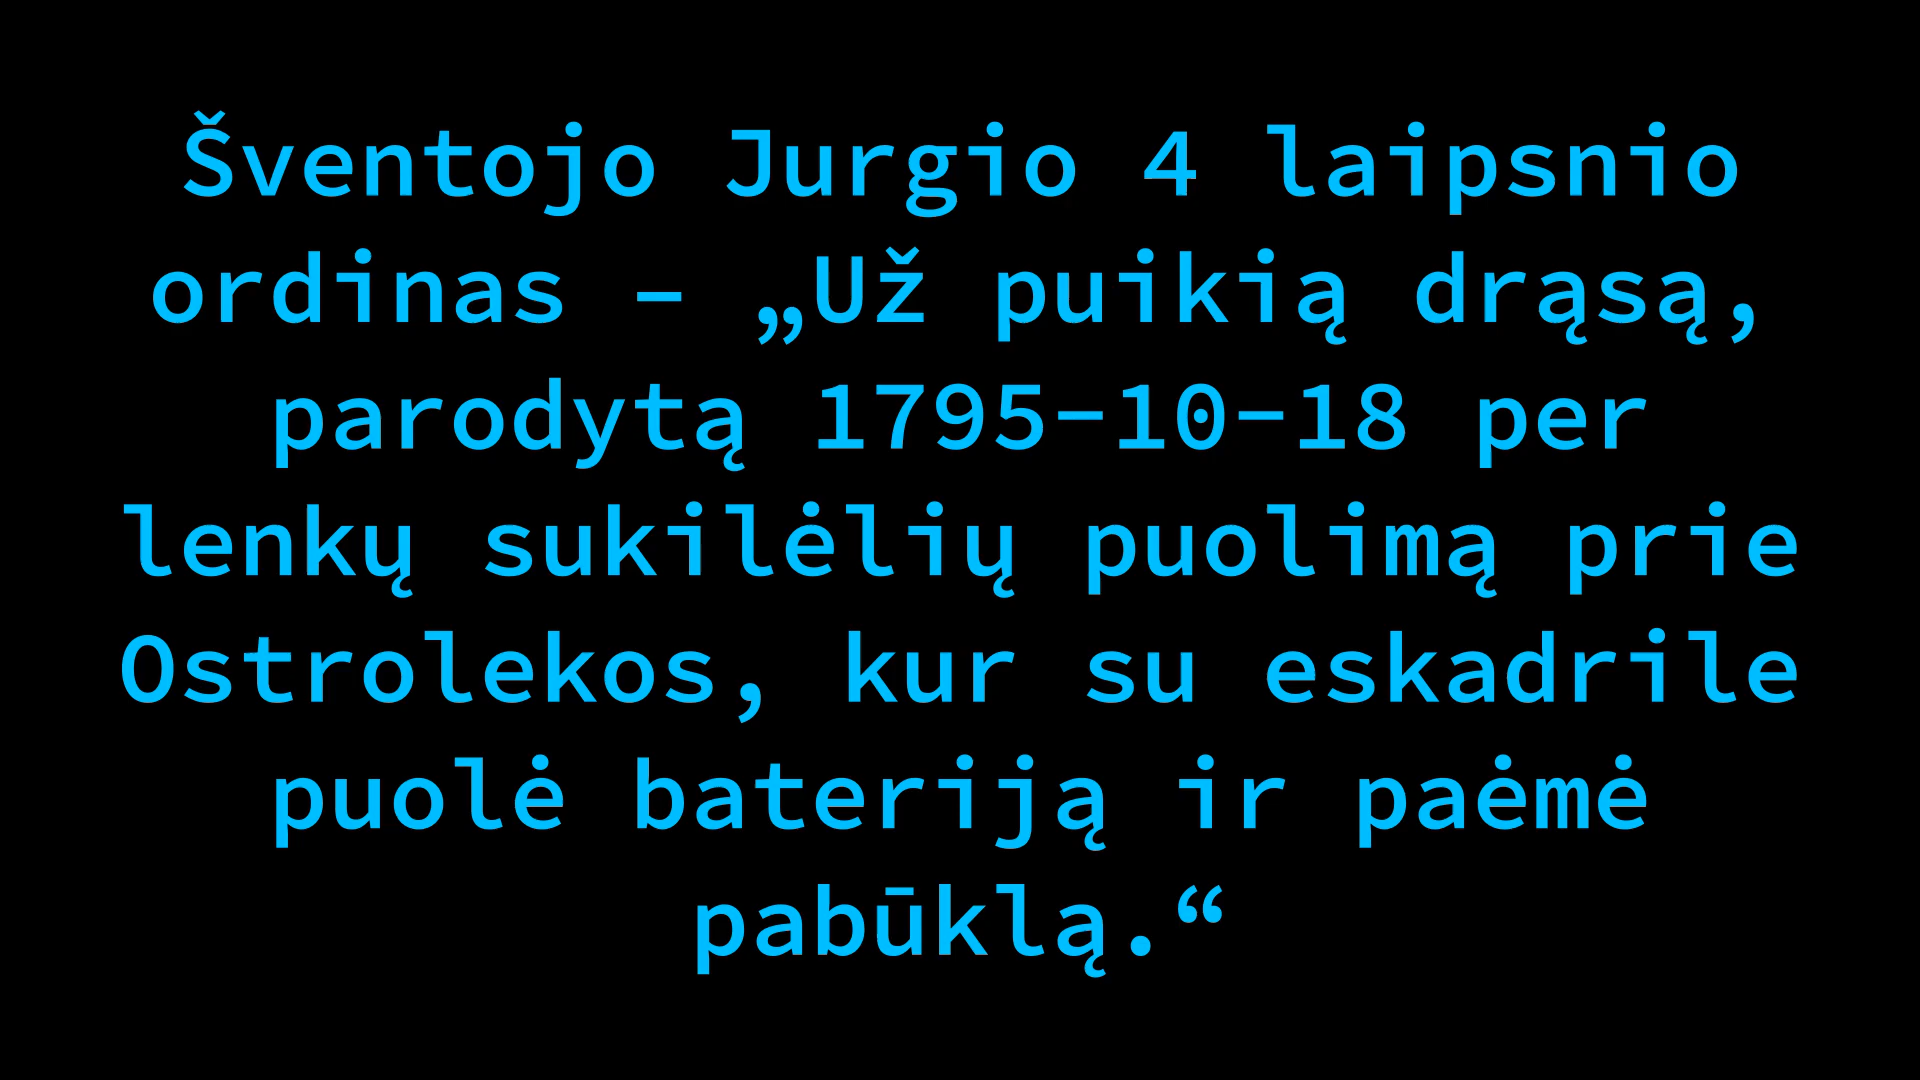 Šventojo Jurgio 4 laipsnio
ordinas – „Už puikią drąsą,
parodytą 1795-10-18 per
lenkų sukilėlių puolimą prie
Ostrolekos, kur su eskadrile
puolė bateriją ir paėmė
pabūklą.“